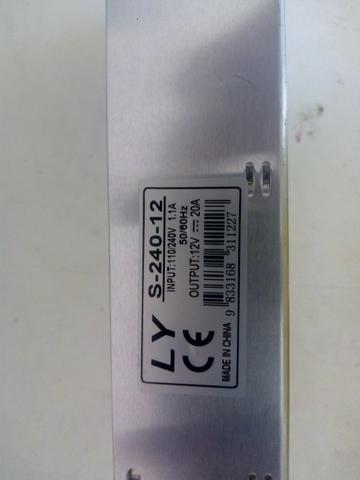 LY
S-240-12
INPUT:110/240V 1.1A
50/60Hz
OUTPUT:12V ⎓ 20A
CE
MADE IN CHINA
9 833168 311227